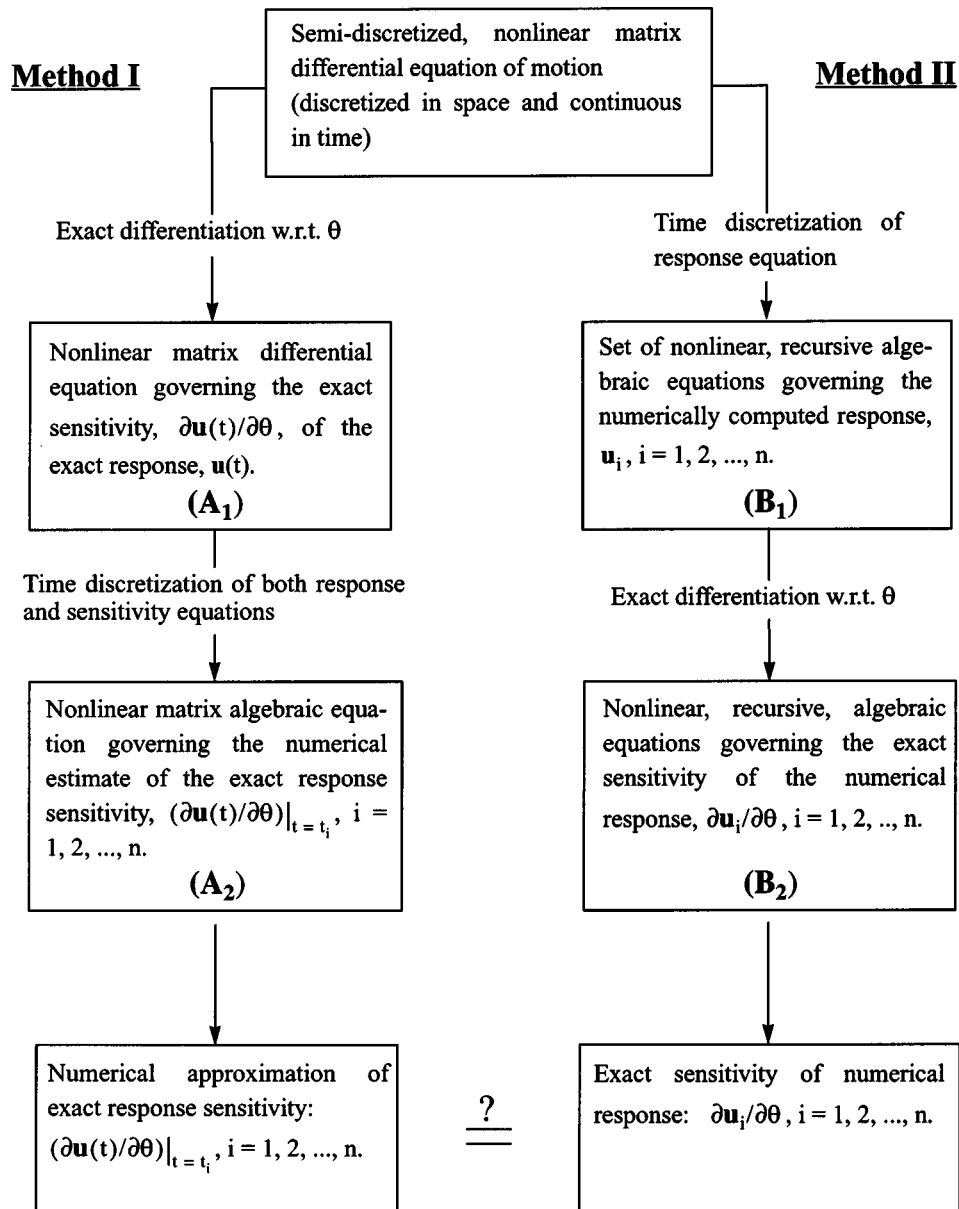 Semi-discretized, nonlinear matrix
differential equation of motion
(discretized in space and continuous
in time)
Method I
Method II
Exact differentiation w.r.t. θ
Time discretization of
response equation
Nonlinear matrix differential
equation governing the exact
sensitivity, ∂u(t)/∂θ, of the
exact response, u(t).
(A₁)
Set of nonlinear, recursive alge-
braic equations governing the
numerically computed response,
uᵢ, i = 1, 2, ..., n.
(B₁)
Time discretization of both response
and sensitivity equations
Exact differentiation w.r.t. θ
Nonlinear matrix algebraic equa-
tion governing the numerical
estimate of the exact response
sensitivity, (∂u(t)/∂θ)|ₜ ₌ ₜᵢ, i =
1, 2, ..., n.
(A₂)
Nonlinear, recursive, algebraic
equations governing the exact
sensitivity of the numerical
response, ∂uᵢ/∂θ, i = 1, 2, .., n.
(B₂)
Numerical approximation of
exact response sensitivity:
(∂u(t)/∂θ)|ₜ ₌ ₜᵢ, i = 1, 2, ..., n.
?
=
Exact sensitivity of numerical
response: ∂uᵢ/∂θ, i = 1, 2, ..., n.